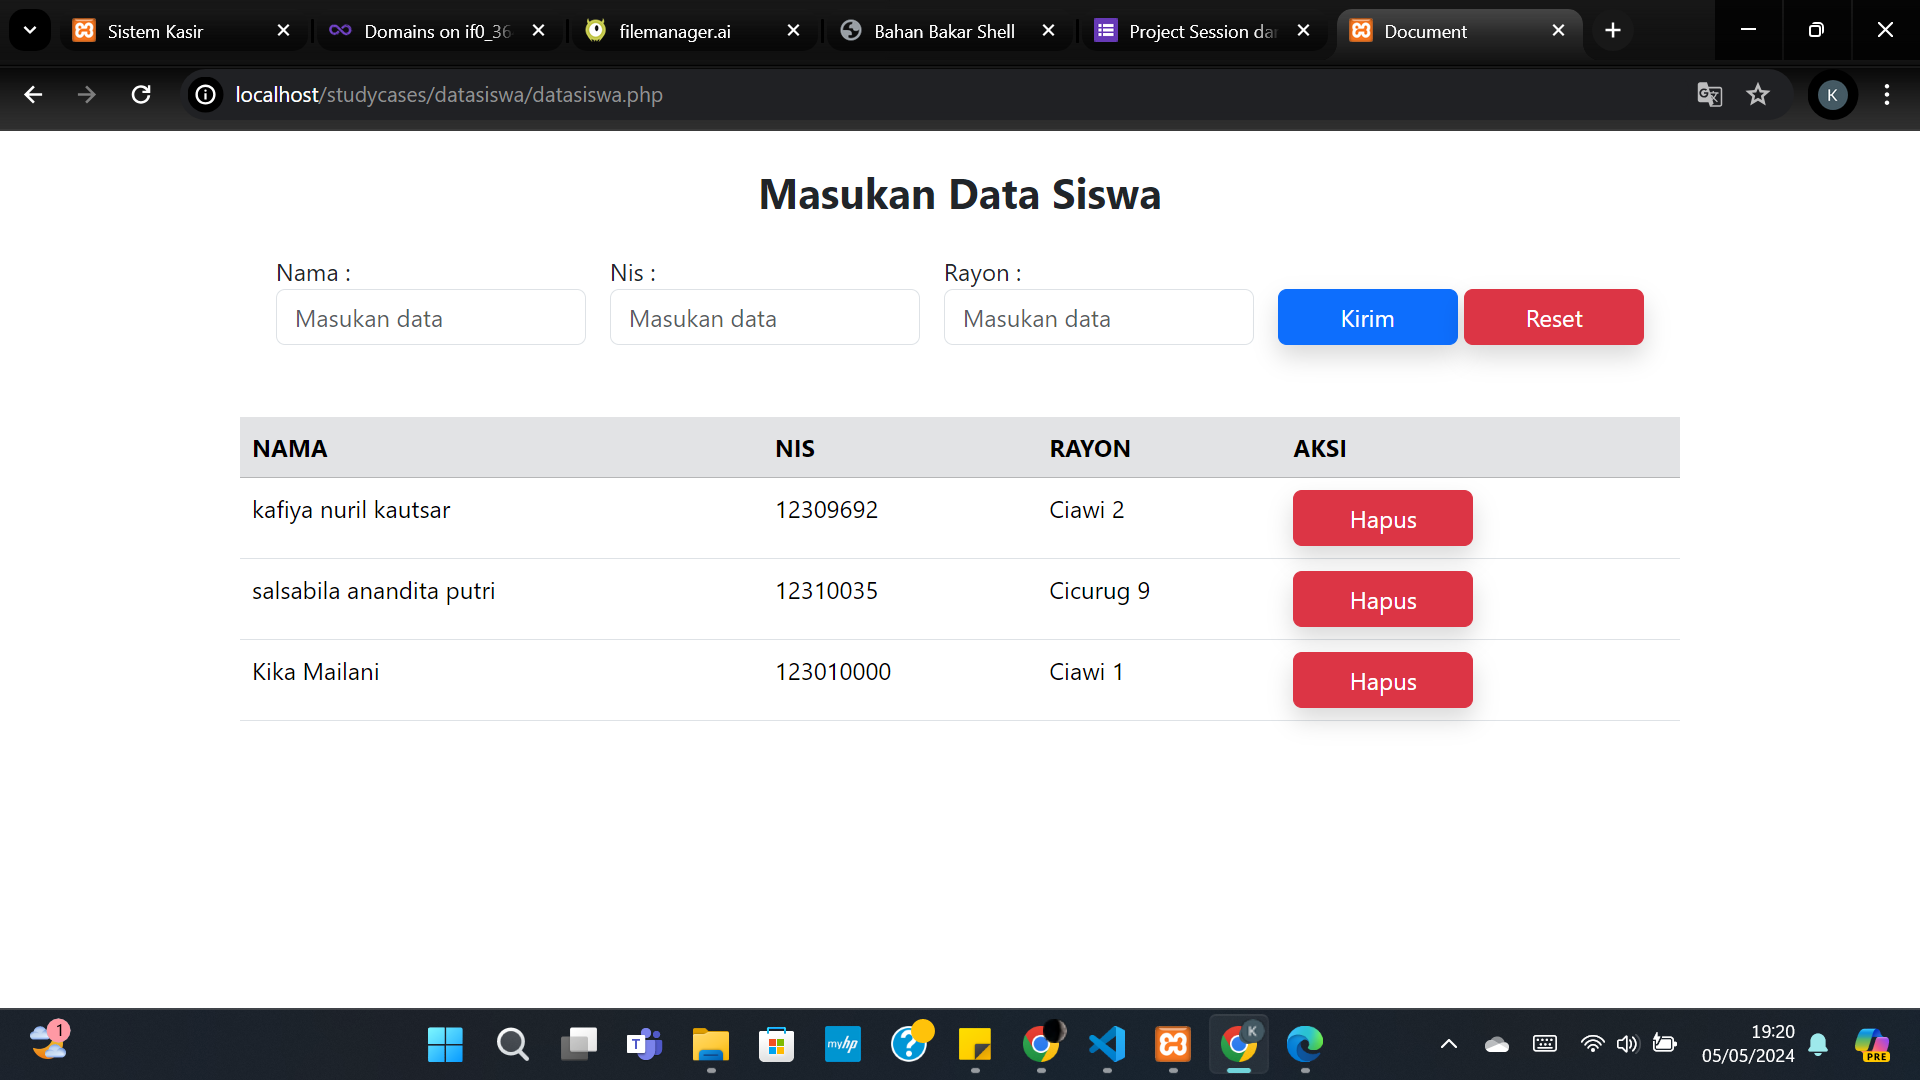 Sistem Kasir
Domains on if0_36
filemanager.ai
Bahan Bakar Shell
Project Session da
Document
localhost/studycases/datasiswa/datasiswa.php
K
Masukan Data Siswa
Nama :
Nis :
Rayon :
Masukan data
Masukan data
Masukan data
Kirim
Reset
NAMA NIS RAYON AKSI
kafiya nuril kautsar 12309692 Ciawi 2 Hapus
salsabila anandita putri 12310035 Cicurug 9 Hapus
Kika Mailani 123010000 Ciawi 1 Hapus
1
T
myhp
?
K
19:20
05/05/2024
PRE